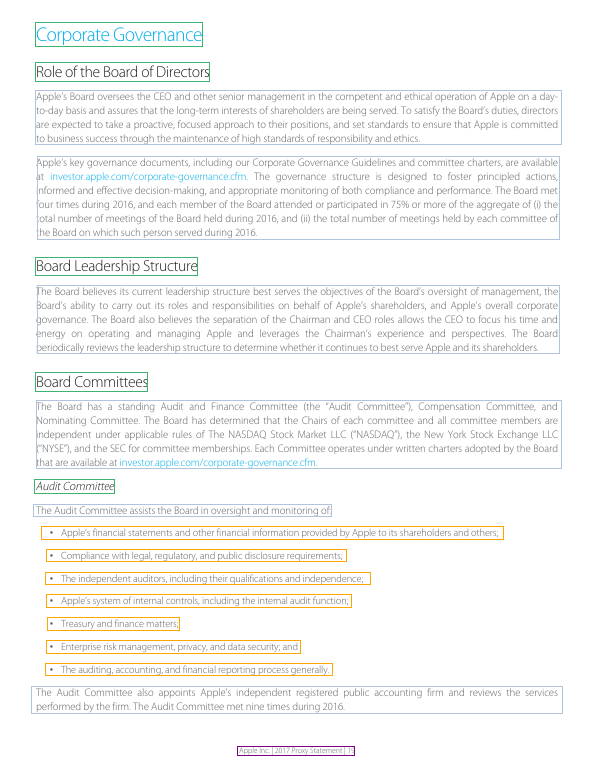 Corporate Governance
Role of the Board of Directors
Apple's Board oversees the CEO and other senior management in the competent and ethical operation of Apple on a day-
to-day basis and assures that the long-term interests of shareholders are being served. To satisfy the Board's duties, directors
are expected to take a proactive, focused approach to their positions, and set standards to ensure that Apple is committed
to business success through the maintenance of high standards of responsibility and ethics.
Apple's key governance documents, including our Corporate Governance Guidelines and committee charters, are available
at investor.apple.com/corporate-governance.cfm. The governance structure is designed to foster principled actions,
informed and effective decision-making, and appropriate monitoring of both compliance and performance. The Board met
four times during 2016, and each member of the Board attended or participated in 75% or more of the aggregate of (i) the
total number of meetings of the Board held during 2016, and (ii) the total number of meetings held by each committee of
the Board on which such person served during 2016.
Board Leadership Structure
The Board believes its current leadership structure best serves the objectives of the Board's oversight of management, the
Board's ability to carry out its roles and responsibilities on behalf of Apple's shareholders, and Apple's overall corporate
governance. The Board also believes the separation of the Chairman and CEO roles allows the CEO to focus his time and
energy on operating and managing Apple and leverages the Chairman's experience and perspectives. The Board
periodically reviews the leadership structure to determine whether it continues to best serve Apple and its shareholders.
Board Committees
The Board has a standing Audit and Finance Committee (the “Audit Committee”), Compensation Committee, and
Nominating Committee. The Board has determined that the Chairs of each committee and all committee members are
independent under applicable rules of The NASDAQ Stock Market LLC (“NASDAQ”), the New York Stock Exchange LLC
(“NYSE”), and the SEC for committee memberships. Each Committee operates under written charters adopted by the Board
that are available at investor.apple.com/corporate-governance.cfm.
Audit Committee
The Audit Committee assists the Board in oversight and monitoring of:
• Apple's financial statements and other financial information provided by Apple to its shareholders and others;
• Compliance with legal, regulatory, and public disclosure requirements;
• The independent auditors, including their qualifications and independence;
• Apple's system of internal controls, including the internal audit function;
• Treasury and finance matters;
• Enterprise risk management, privacy, and data security; and
• The auditing, accounting, and financial reporting process generally.
The Audit Committee also appoints Apple's independent registered public accounting firm and reviews the services
performed by the firm. The Audit Committee met nine times during 2016.
Apple Inc. | 2017 Proxy Statement |